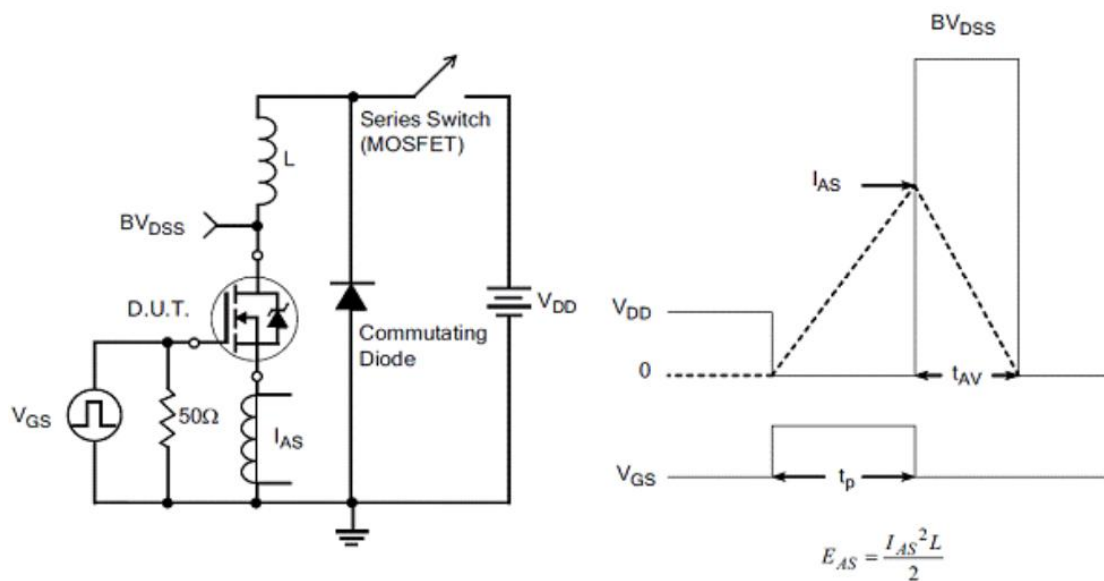 Series Switch
(MOSFET)
L
BV_DSS
D.U.T.
V_DD
Commutating
Diode
V_GS
50Ω
I_AS
BV_DSS
I_AS
V_DD
0
t_AV
V_GS
t_p
E_AS = I_AS²L / 2